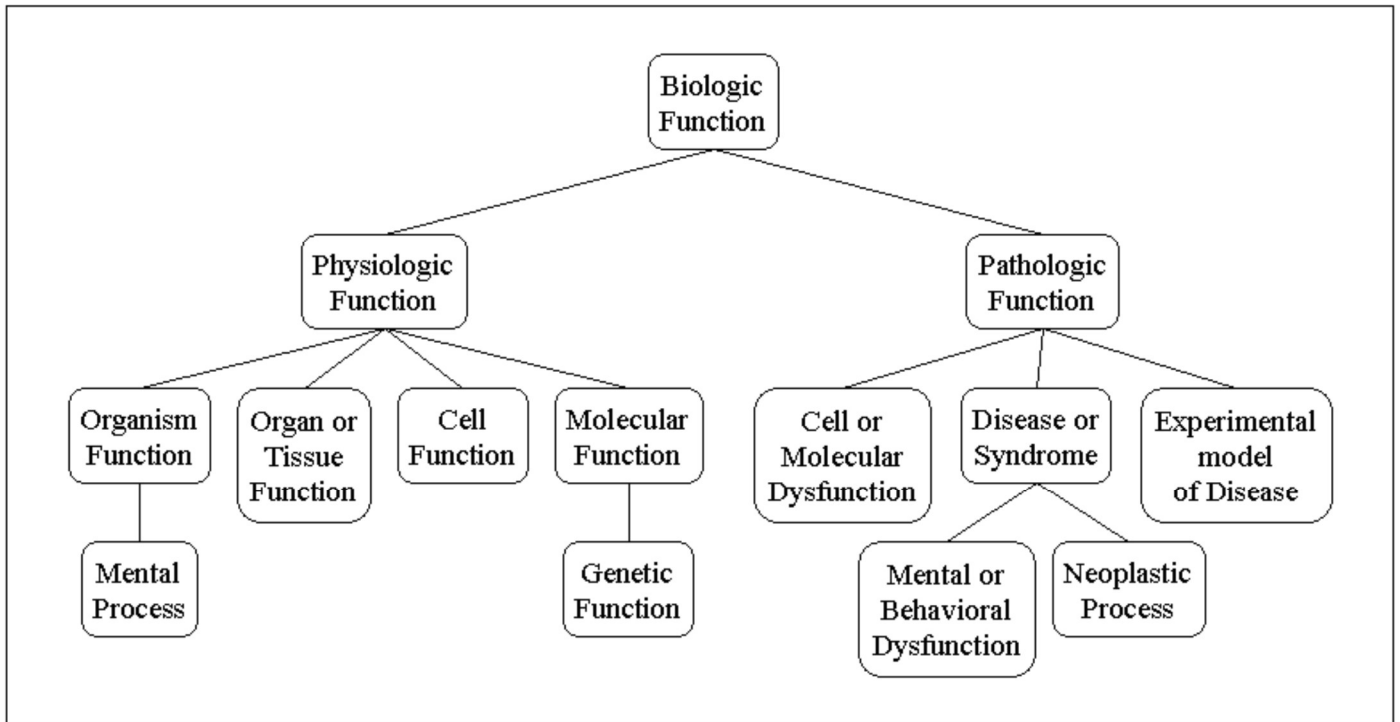 Biologic
Function
Physiologic
Function
Pathologic
Function
Organism
Function
Organ or
Tissue
Function
Cell
Function
Molecular
Function
Cell or
Molecular
Dysfunction
Disease or
Syndrome
Experimental
model
of Disease
Mental
Process
Genetic
Function
Mental or
Behavioral
Dysfunction
Neoplastic
Process